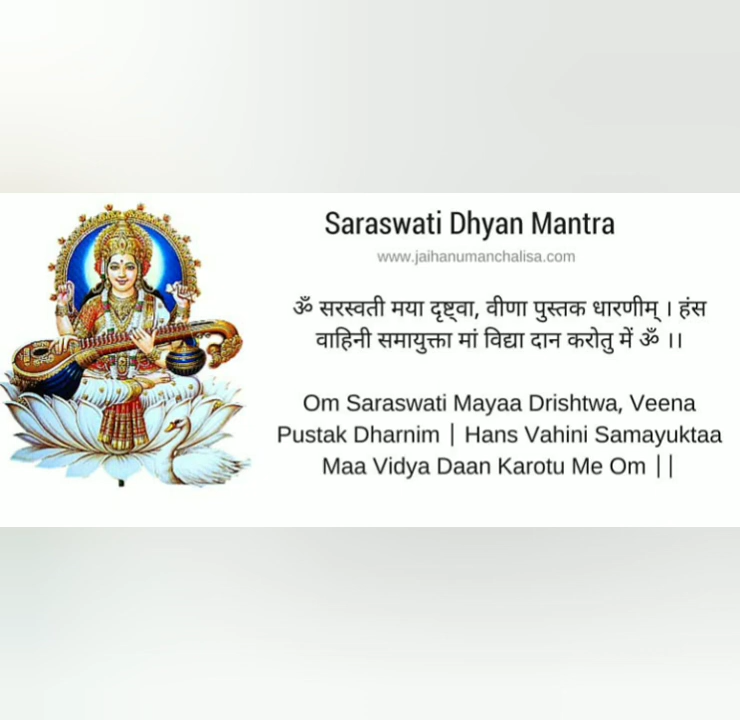 Saraswati Dhyan Mantra
www.jaihanumanchalisa.com
ॐ सरस्वती मया दृष्ट्वा, वीणा पुस्तक धारणीम् । हंस
वाहिनी समायुक्ता मां विद्या दान करोतु में ॐ ।।
Om Saraswati Mayaa Drishtwa, Veena
Pustak Dharnim | Hans Vahini Samayuktaa
Maa Vidya Daan Karotu Me Om ||